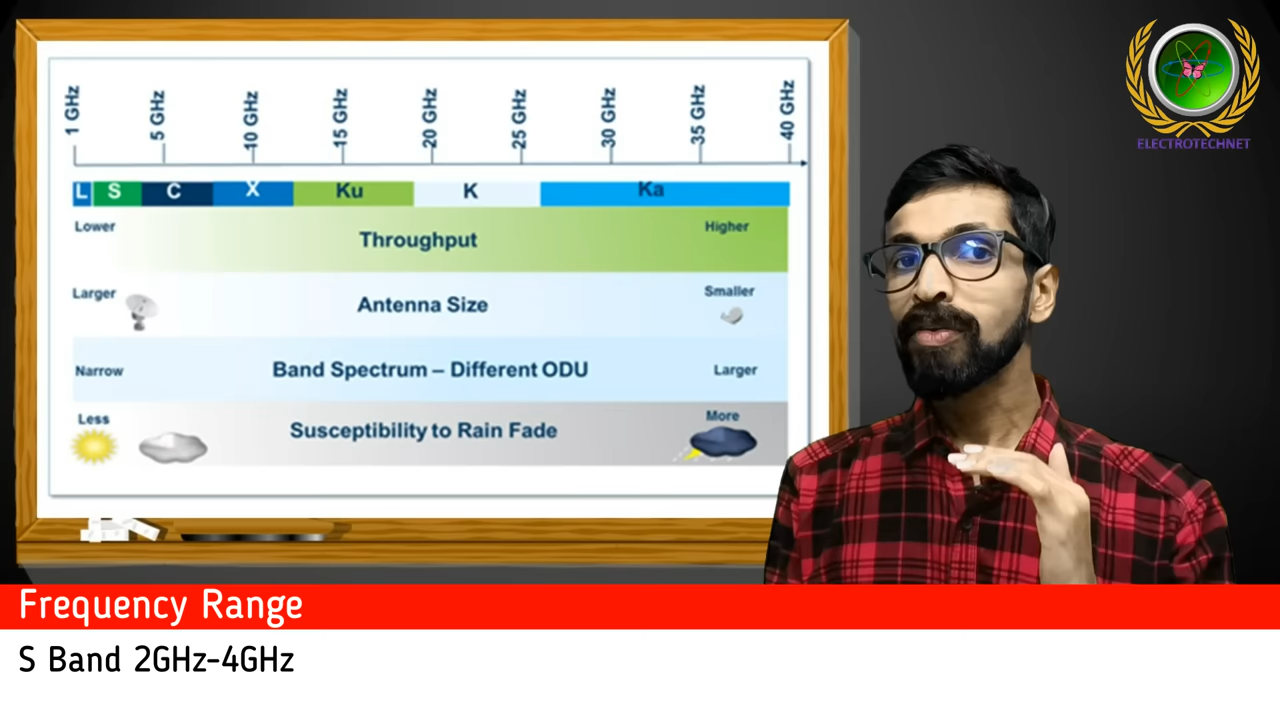 1 GHz
5 GHz
10 GHz
15 GHz
20 GHz
25 GHz
30 GHz
35 GHz
40 GHz
L S C X Ku K Ka
Lower Throughput Higher
Larger Antenna Size Smaller
Narrow Band Spectrum – Different ODU Larger
Less Susceptibility to Rain Fade More
ELECTROTECHNET
Frequency Range
S Band 2GHz-4GHz